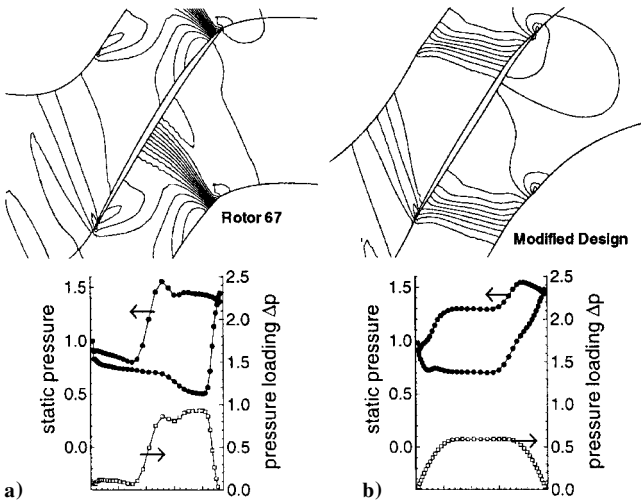 Rotor 67
Modified Design
static pressure
1.5
1.0
0.5
0.0
2.5
2.0
1.5
1.0
0.5
0.0
pressure loading Δp
a)
static pressure
1.5
1.0
0.5
0.0
2.5
2.0
1.5
1.0
0.5
0.0
pressure loading Δp
b)